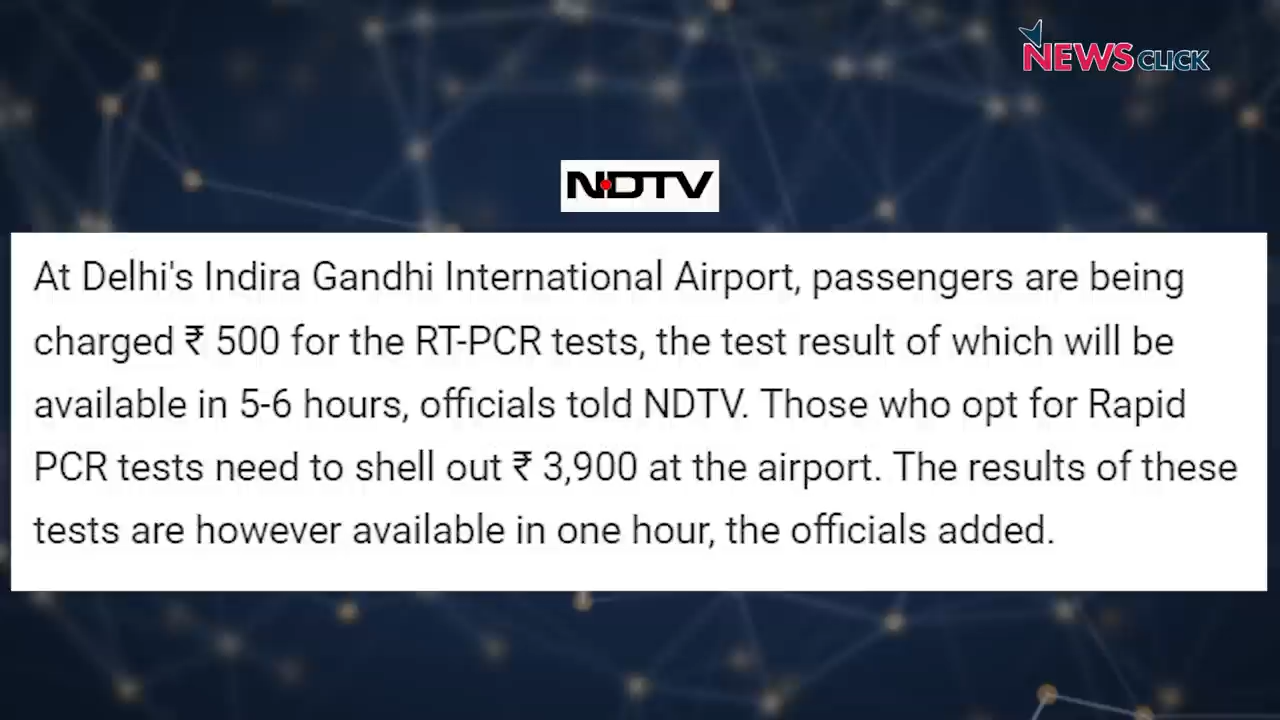 NEWSCLICK
NDTV
At Delhi's Indira Gandhi International Airport, passengers are being
charged ₹ 500 for the RT-PCR tests, the test result of which will be
available in 5-6 hours, officials told NDTV. Those who opt for Rapid
PCR tests need to shell out ₹ 3,900 at the airport. The results of these
tests are however available in one hour, the officials added.